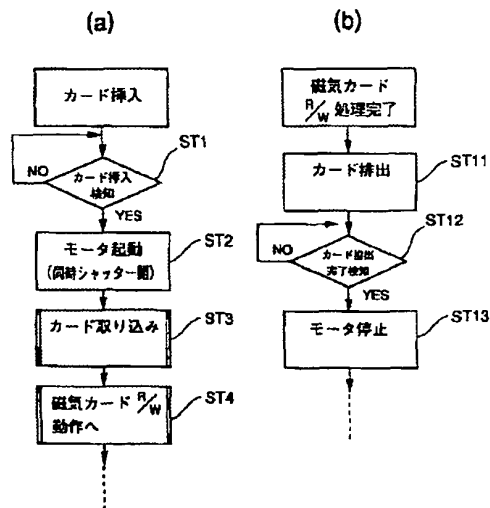 (a)
カード挿入
ST1
NO
カード挿入
検知
YES
モータ起動
(同時シャッター開)
ST2
カード取り込み
ST3
磁気カード R/W
動作へ
ST4
(b)
磁気カード
R/W 処理完了
カード排出
ST11
ST12
NO
カード排出
完了検知
YES
モータ停止
ST13